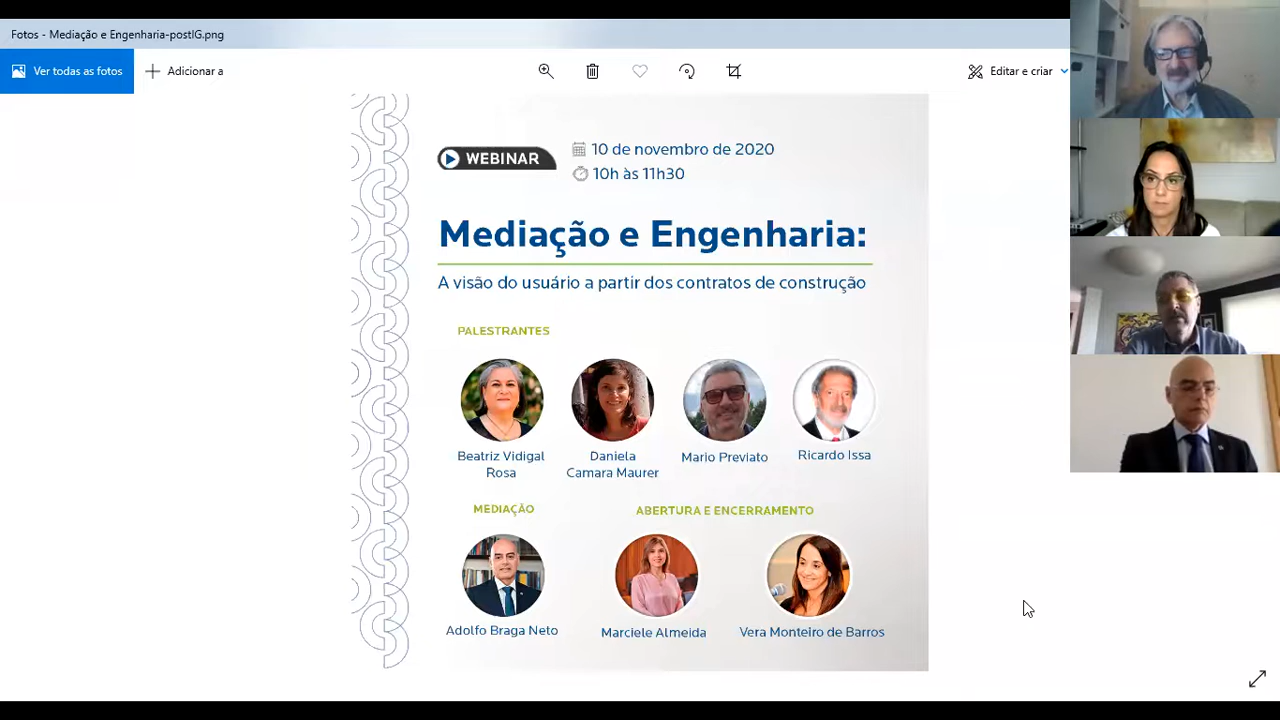 Fotos - Mediação e Engenharia-postIG.png
Ver todas as fotos
Adicionar a
Editar e criar
WEBINAR
10 de novembro de 2020
10h às 11h30
Mediação e Engenharia:
A visão do usuário a partir dos contratos de construção
PALESTRANTES
Beatriz Vidigal
Rosa
Daniela
Camara Maurer
Mario Previato
Ricardo Issa
MEDIAÇÃO
ABERTURA E ENCERRAMENTO
Adolfo Braga Neto
Marciele Almeida
Vera Monteiro de Barros